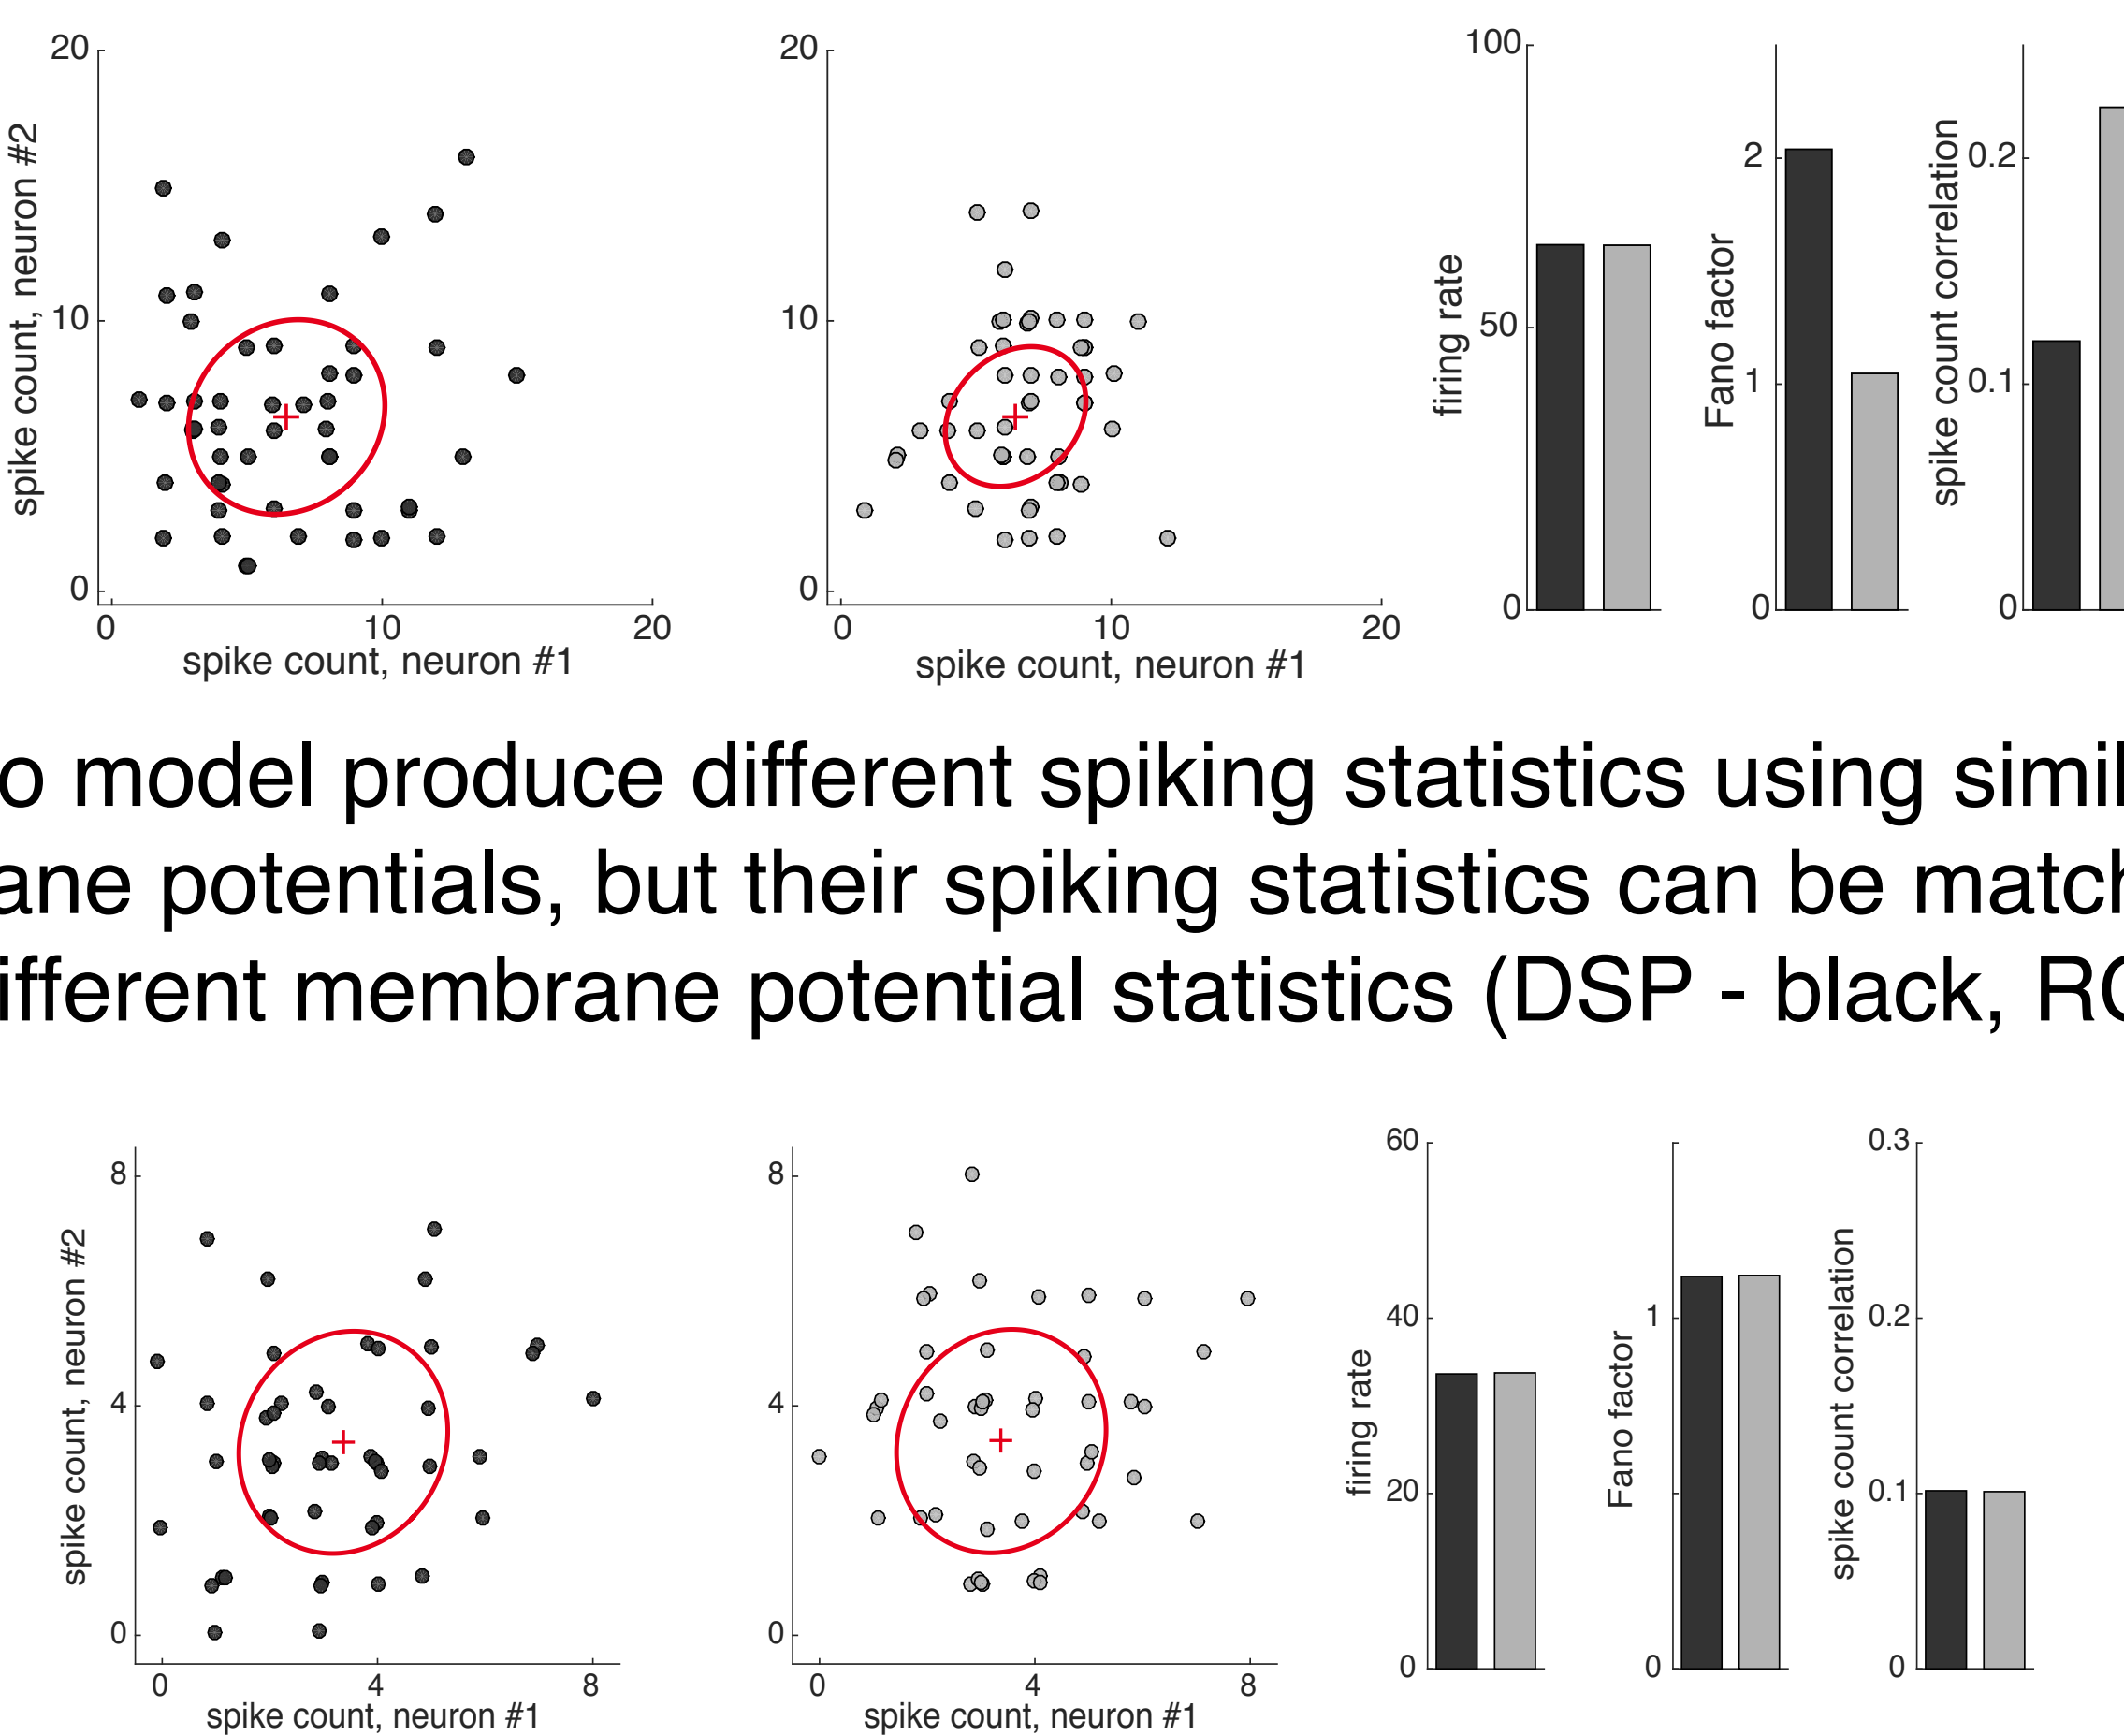 20
10
0
spike count, neuron #2
0 10 20
spike count, neuron #1
20
10
0
0 10 20
spike count, neuron #1
100
50
0
firing rate
2
1
0
Fano factor
0.2
0.1
0
spike count correlation
o model produce different spiking statistics using simil
ane potentials, but their spiking statistics can be match
ifferent membrane potential statistics (DSP - black, RG
8
4
0
spike count, neuron #2
0 4 8
spike count, neuron #1
8
4
0
0 4 8
spike count, neuron #1
60
40
20
0
firing rate
1
0
Fano factor
0.3
0.2
0.1
0
spike count correlation